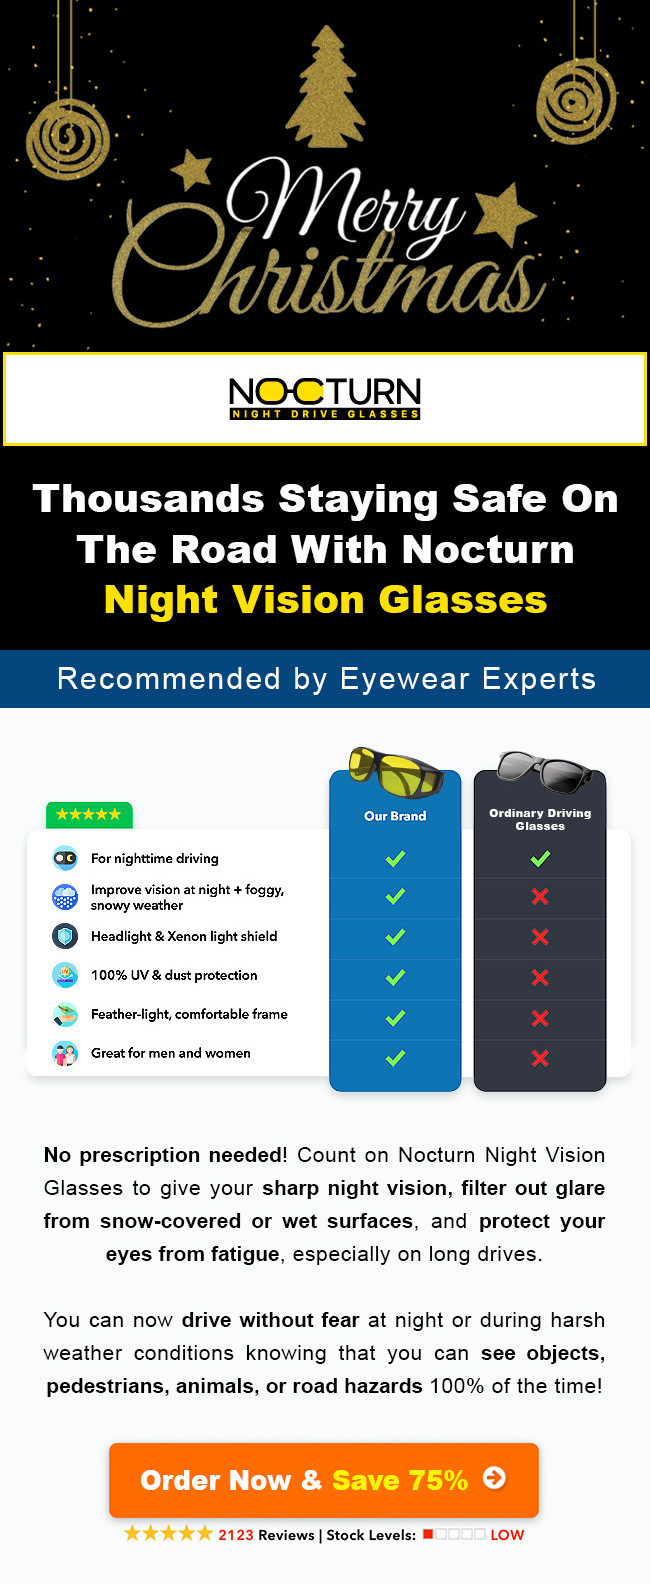 Merry
Christmas
NOCTURN
NIGHT DRIVE GLASSES
Thousands Staying Safe On
The Road With Nocturn
Night Vision Glasses
Recommended by Eyewear Experts
Our Brand
Ordinary Driving
Glasses
For nighttime driving
Improve vision at night + foggy,
snowy weather
Headlight & Xenon light shield
100% UV & dust protection
Feather-light, comfortable frame
Great for men and women
No prescription needed! Count on Nocturn Night Vision
Glasses to give your sharp night vision, filter out glare
from snow-covered or wet surfaces, and protect your
eyes from fatigue, especially on long drives.
You can now drive without fear at night or during harsh
weather conditions knowing that you can see objects,
pedestrians, animals, or road hazards 100% of the time!
Order Now & Save 75%
2123 Reviews | Stock Levels: LOW